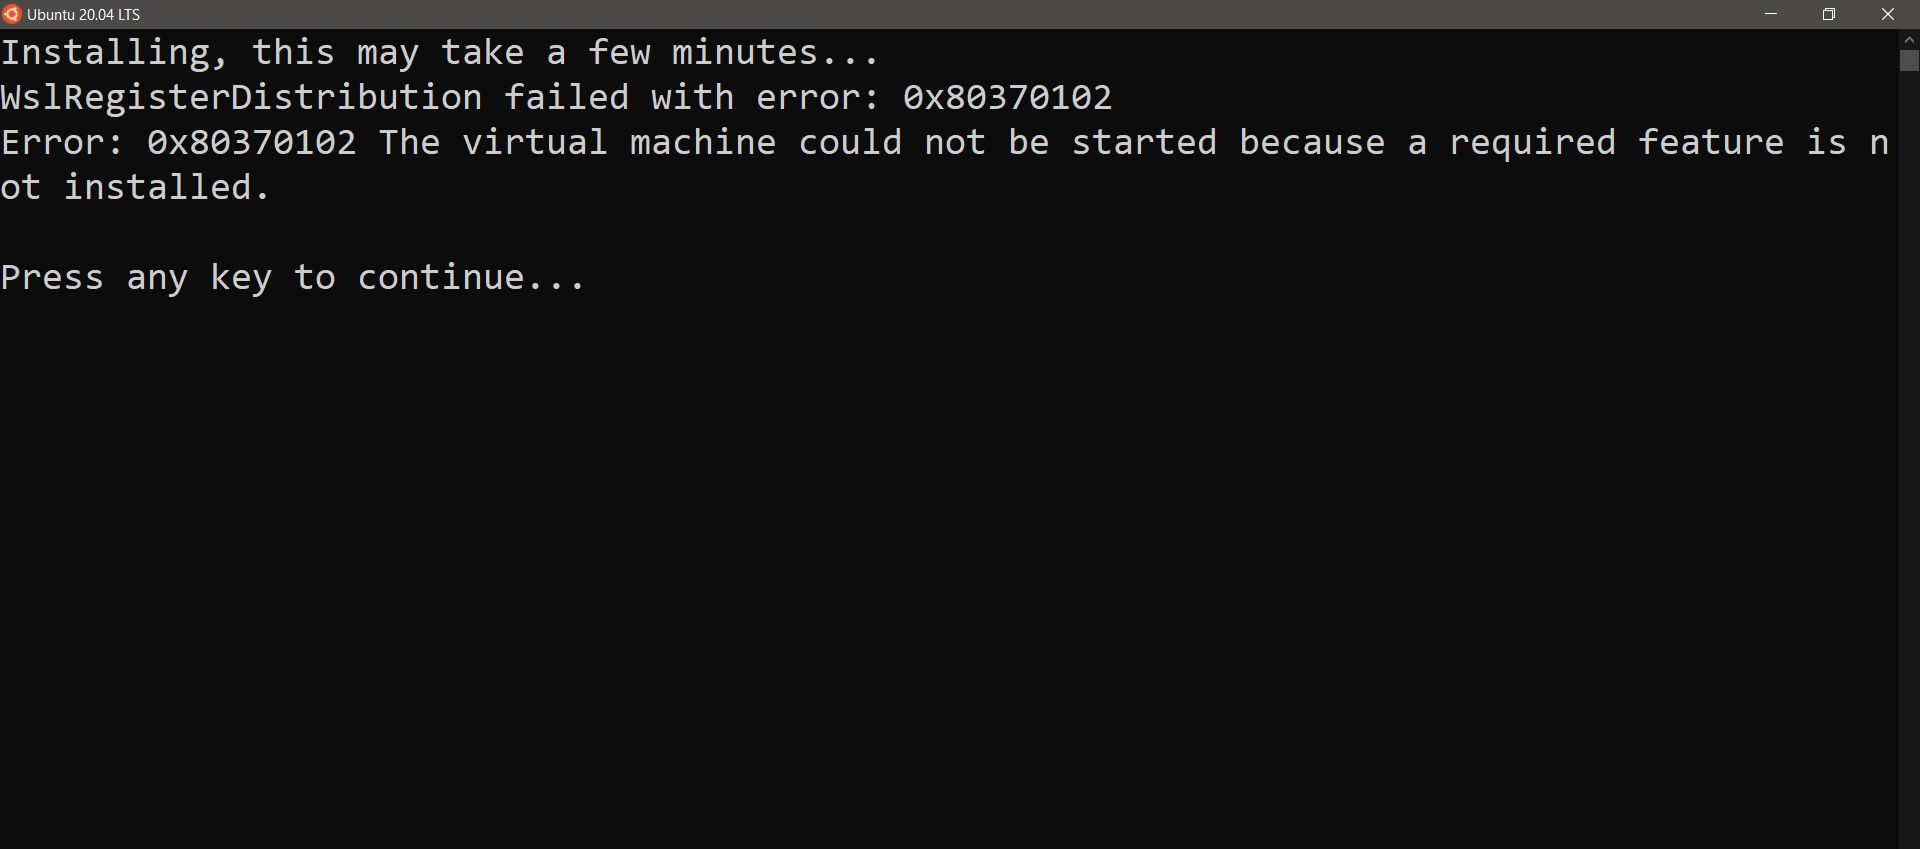 Ubuntu 20.04 LTS
Installing, this may take a few minutes...
WslRegisterDistribution failed with error: 0x80370102
Error: 0x80370102 The virtual machine could not be started because a required feature is n
ot installed.
Press any key to continue...